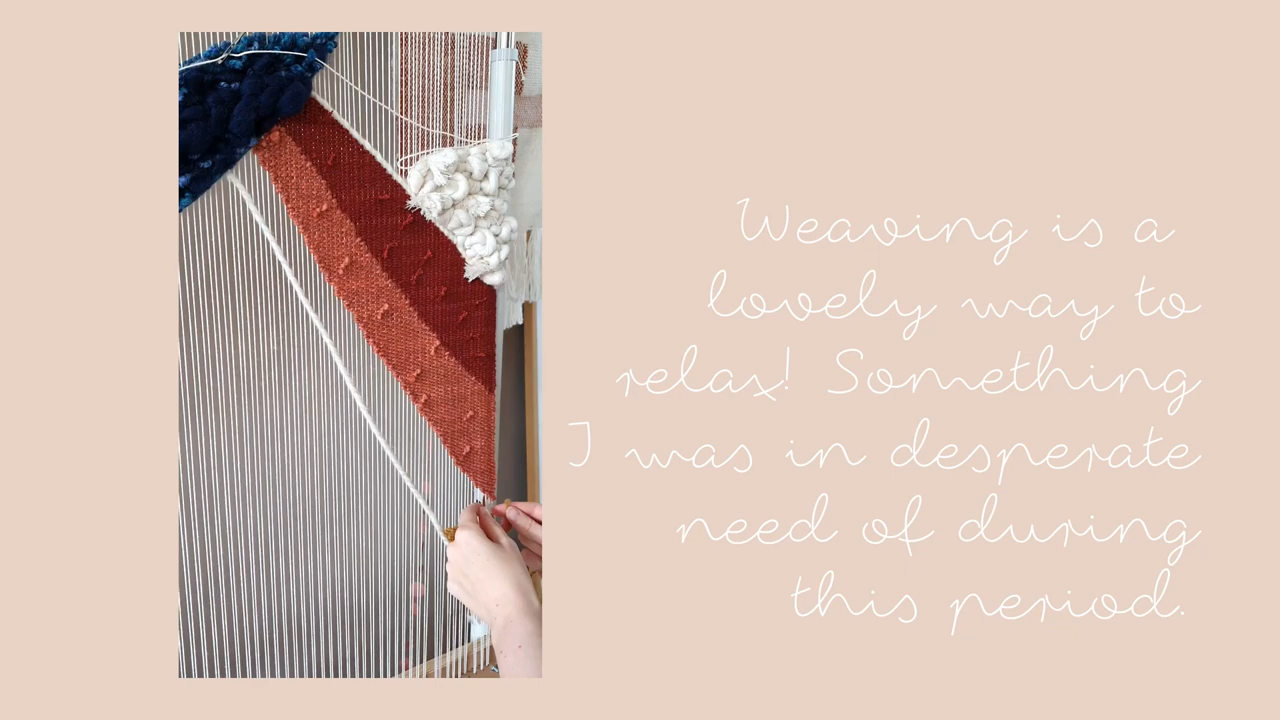 Weaving is a
lovely way to
relax! Something
I was in desperate
need of during
this period.